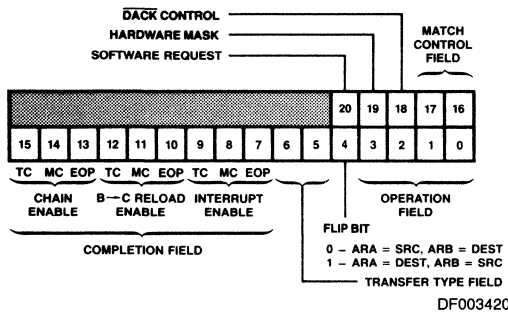 DACK CONTROL
HARDWARE MASK
SOFTWARE REQUEST
MATCH
CONTROL
FIELD
20 19 18 17 16
15 14 13 12 11 10 9 8 7 6 5 4 3 2 1 0
TC MC EOP TC MC EOP TC MC EOP
CHAIN ENABLE
B→C RELOAD ENABLE
INTERRUPT ENABLE
OPERATION FIELD
COMPLETION FIELD
FLIP BIT
0 – ARA = SRC, ARB = DEST
1 – ARA = DEST, ARB = SRC
TRANSFER TYPE FIELD
DF003420